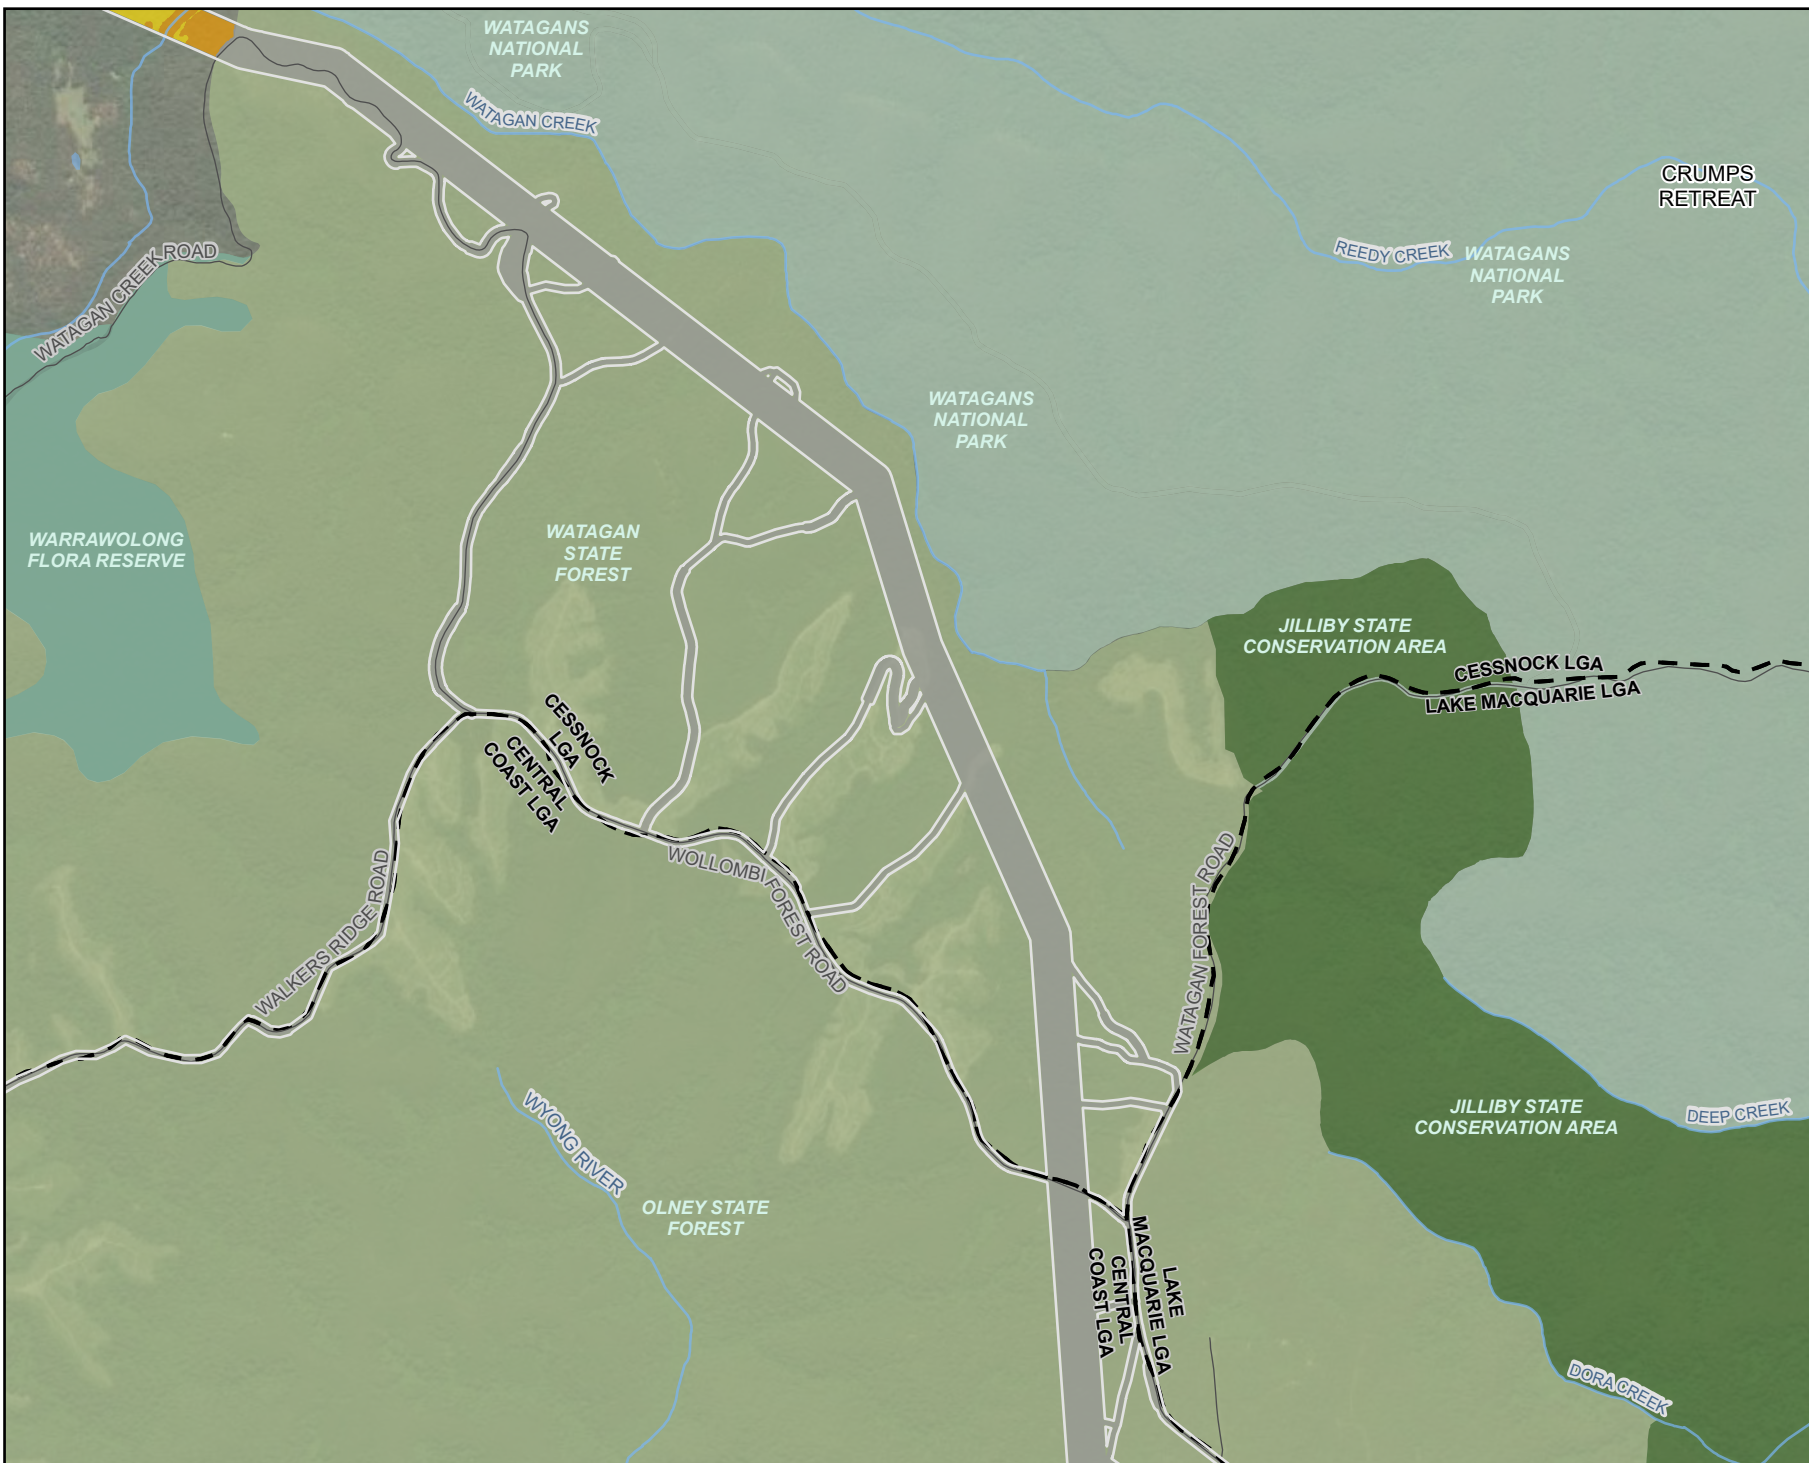 WATAGANS
NATIONAL
PARK
WATAGAN CREEK
CRUMPS
RETREAT
REEDY CREEK
WATAGANS
NATIONAL
PARK
WATAGAN CREEK ROAD
WATAGANS
NATIONAL
PARK
WARRAWOLONG
FLORA RESERVE
WATAGAN
STATE
FOREST
JILLIBY STATE
CONSERVATION AREA
CESSNOCK LGA
LAKE MACQUARIE LGA
CESSNOCK
LGA
CENTRAL
COAST LGA
WOLLOMBI FOREST ROAD
WALKERS RIDGE ROAD
WATAGAN FOREST ROAD
WYONG RIVER
JILLIBY STATE
CONSERVATION AREA
DEEP CREEK
OLNEY STATE
FOREST
LAKE
MACQUARIE LGA
CENTRAL
COAST LGA
DORA CREEK